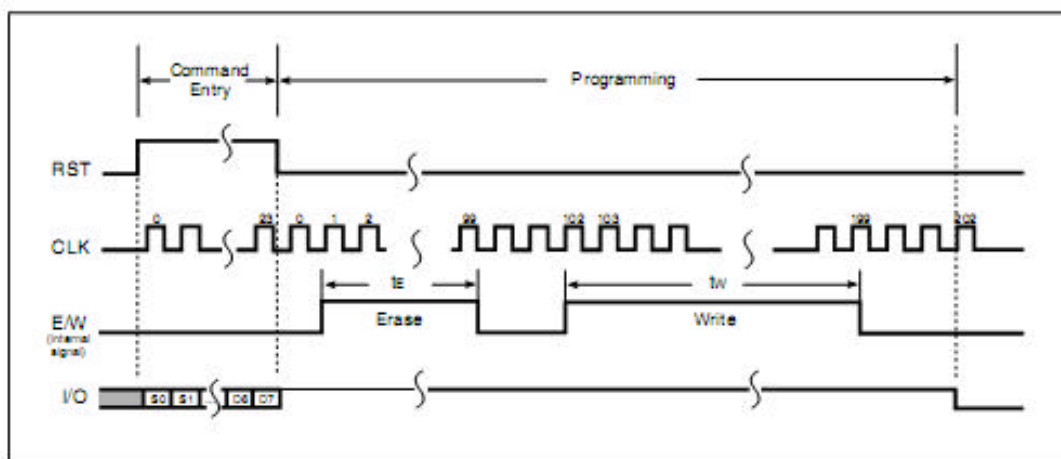 Command
Entry
Programming
RST
0
23
0
1
2
99
102
103
199
202
CLK
tE
tW
E/W
(internal
signal)
Erase
Write
I/O
S0
S1
D6
D7